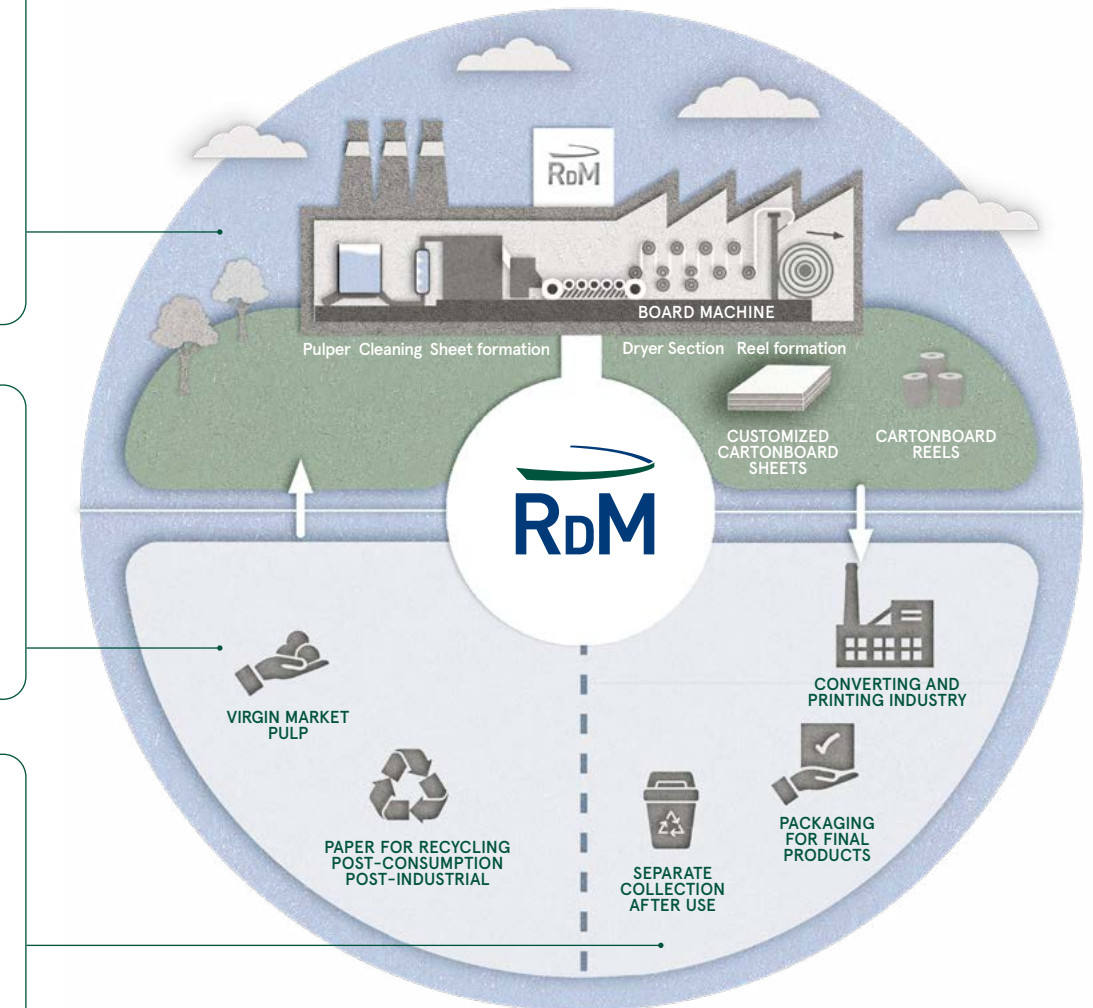 RDM
BOARD MACHINE
Pulper Cleaning Sheet formation
Dryer Section Reel formation
CUSTOMIZED
CARTONBOARD
SHEETS
CARTONBOARD
REELS
RDM
VIRGIN MARKET
PULP
PAPER FOR RECYCLING
POST-CONSUMPTION
POST-INDUSTRIAL
CONVERTING AND
PRINTING INDUSTRY
PACKAGING
FOR FINAL
PRODUCTS
SEPARATE
COLLECTION
AFTER USE